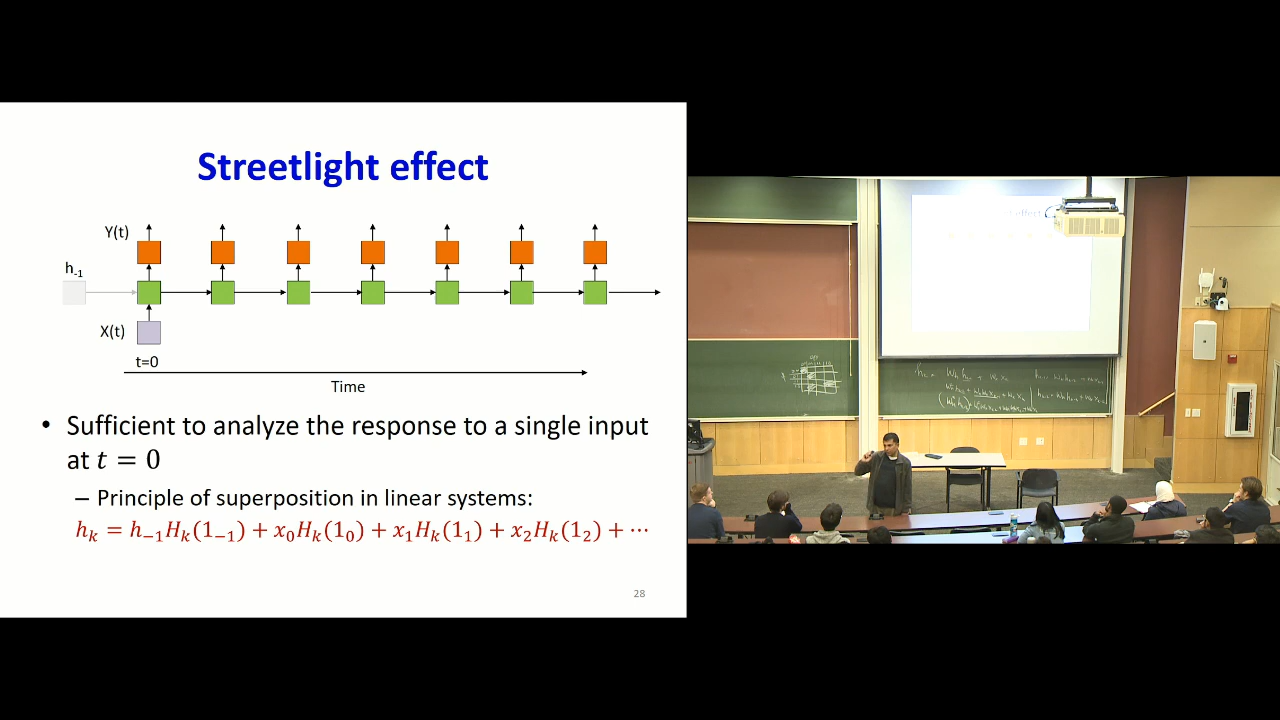 Streetlight effect
Y(t)
h-1
X(t)
t=0
Time
• Sufficient to analyze the response to a single input
at t = 0
– Principle of superposition in linear systems:
hₖ = h₋₁Hₖ(1₋₁) + x₀Hₖ(1₀) + x₁Hₖ(1₁) + x₂Hₖ(1₂) + ⋯
28
effect